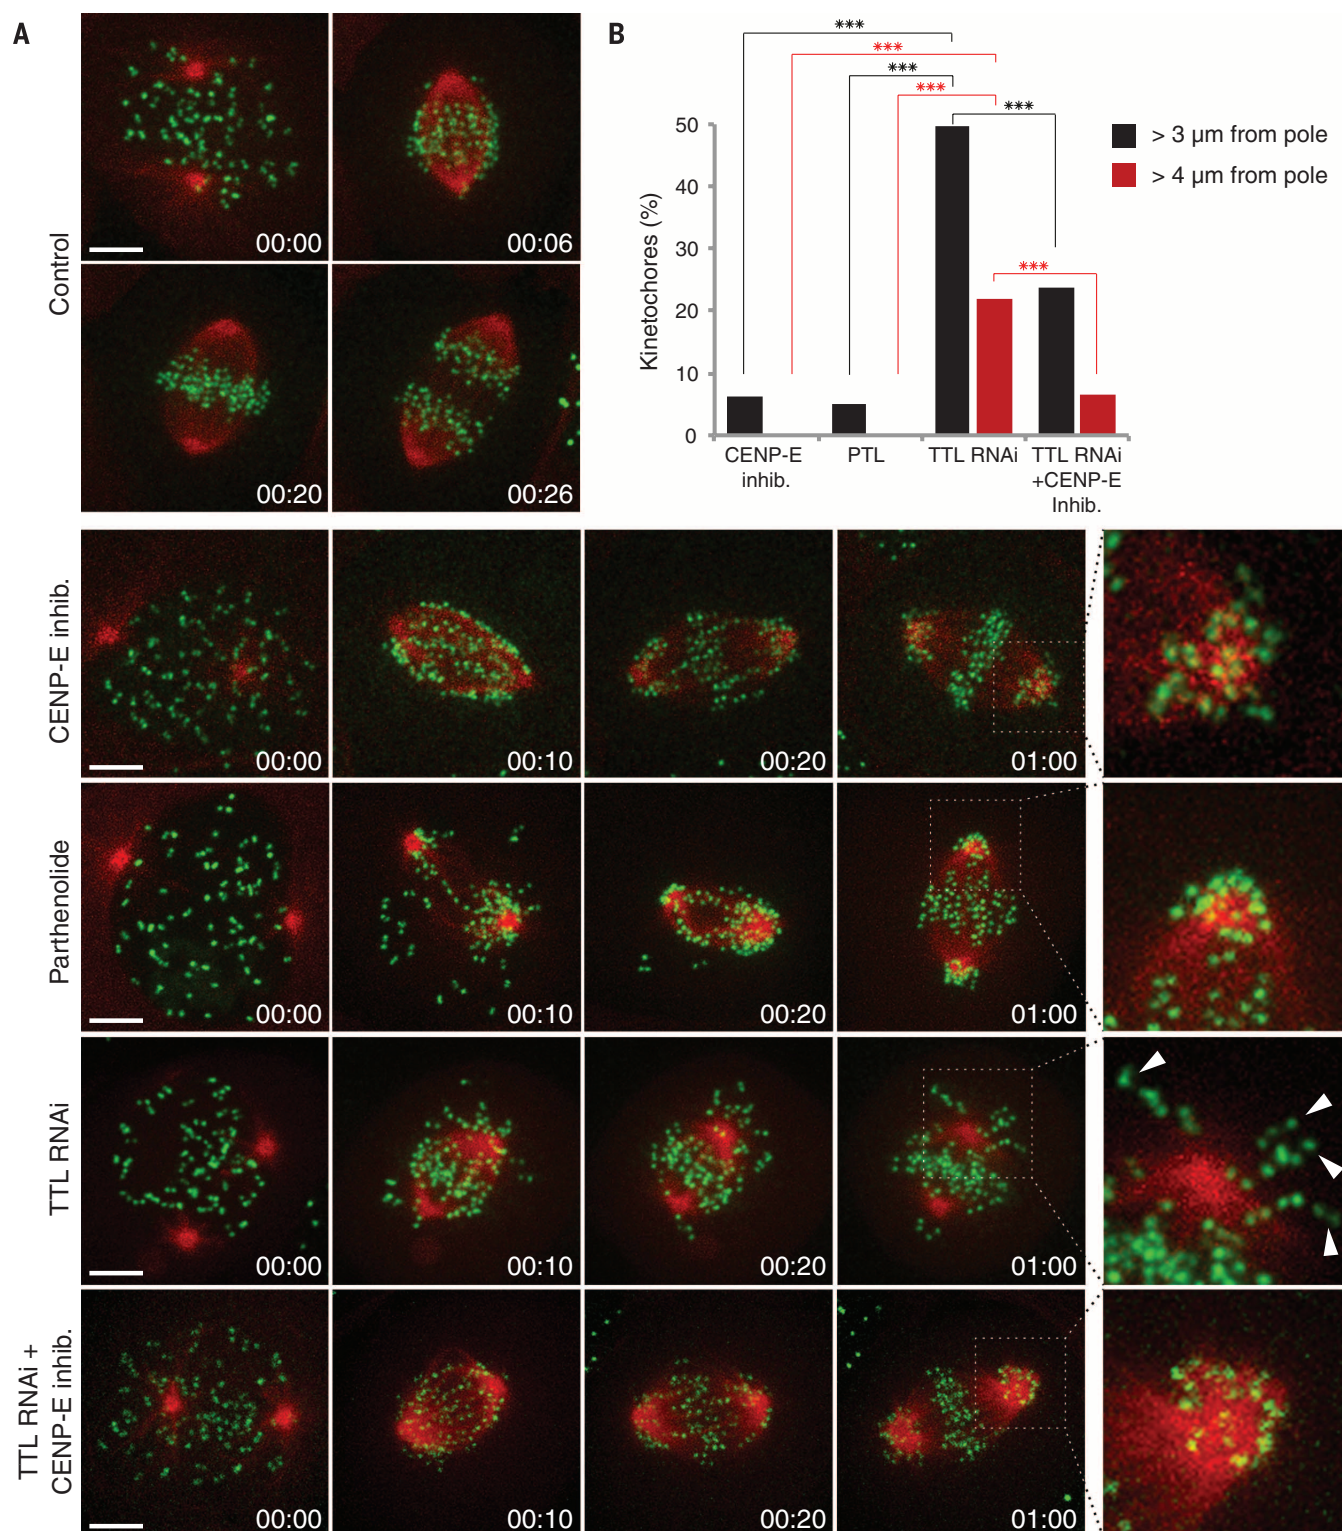 A
Control
00:00
00:06
00:20
00:26
B
***
***
***
***
***
***
> 3 µm from pole
> 4 µm from pole
Kinetochores (%)
50
40
30
20
10
0
CENP-E
inhib.
PTL
TTL RNAi
TTL RNAi
+CENP-E
Inhib.
CENP-E inhib.
00:00
00:10
00:20
01:00
Parthenolide
00:00
00:10
00:20
01:00
TTL RNAi
00:00
00:10
00:20
01:00
TTL RNAi +
CENP-E inhib.
00:00
00:10
00:20
01:00